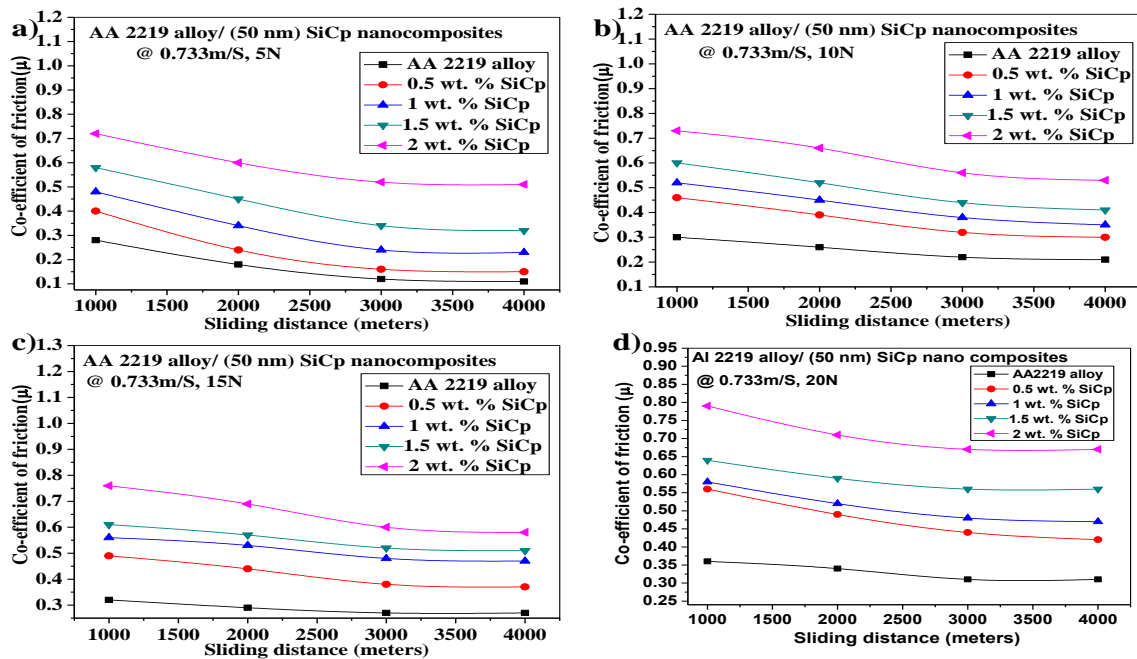 a)
AA 2219 alloy/ (50 nm) SiCp nanocomposites
@ 0.733m/S, 5N
AA 2219 alloy
0.5 wt. % SiCp
1 wt. % SiCp
1.5 wt. % SiCp
2 wt. % SiCp
Co-efficient of friction(μ)
1.2
1.1
1.0
0.9
0.8
0.7
0.6
0.5
0.4
0.3
0.2
0.1
1000 1500 2000 2500 3000 3500 4000
Sliding distance (meters)
b)
AA 2219 alloy/ (50 nm) SiCp nanocomposites
@ 0.733m/S, 10N
AA 2219 alloy
0.5 wt. % SiCp
1 wt. % SiCp
1.5 wt. % SiCp
2 wt. % SiCp
Co-efficient of friction(μ)
1.2
1.1
1.0
0.9
0.8
0.7
0.6
0.5
0.4
0.3
0.2
0.1
1000 1500 2000 2500 3000 3500 4000
Sliding distance (meters)
c)
AA 2219 alloy/ (50 nm) SiCp nanocomposites
@ 0.733m/S, 15N
AA 2219 alloy
0.5 wt. % SiCp
1 wt. % SiCp
1.5 wt. % SiCp
2 wt. % SiCp
Co-efficient of friction(μ)
1.3
1.2
1.1
1.0
0.9
0.8
0.7
0.6
0.5
0.4
0.3
1000 1500 2000 2500 3000 3500 4000
Sliding distance (meters)
d)
Al 2219 alloy/ (50 nm) SiCp nano composites
@ 0.733m/S, 20N
AA2219 alloy
0.5 wt. % SiCp
1 wt. % SiCp
1.5 wt. % SiCp
2 wt. % SiCp
Co-efficient of friction (μ)
0.95
0.90
0.85
0.80
0.75
0.70
0.65
0.60
0.55
0.50
0.45
0.40
0.35
0.30
0.25
1000 1500 2000 2500 3000 3500 4000
Sliding distance (meters)